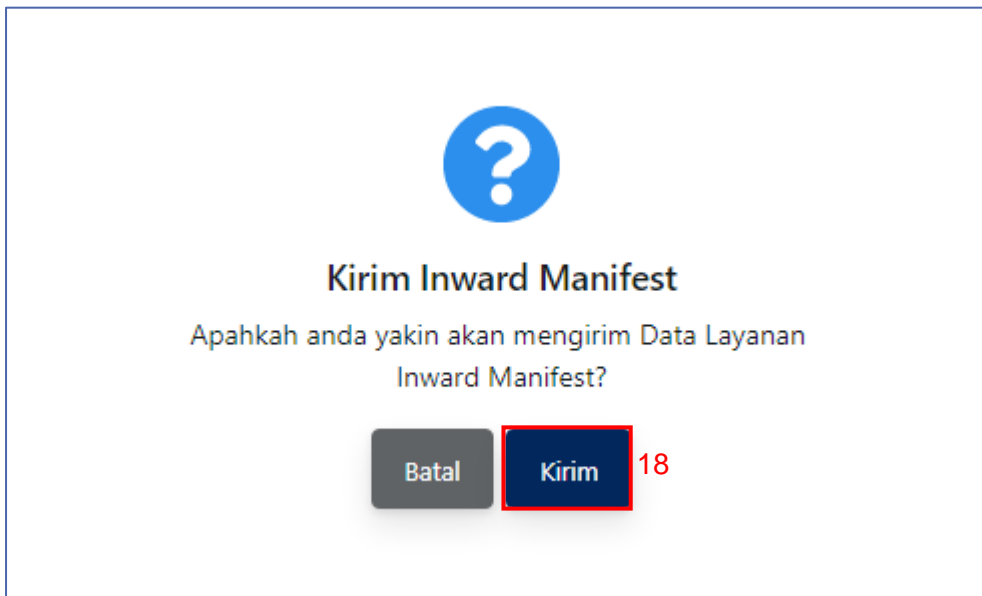 Kirim Inward Manifest
Apahkah anda yakin akan mengirim Data Layanan
Inward Manifest?
Batal Kirim 18